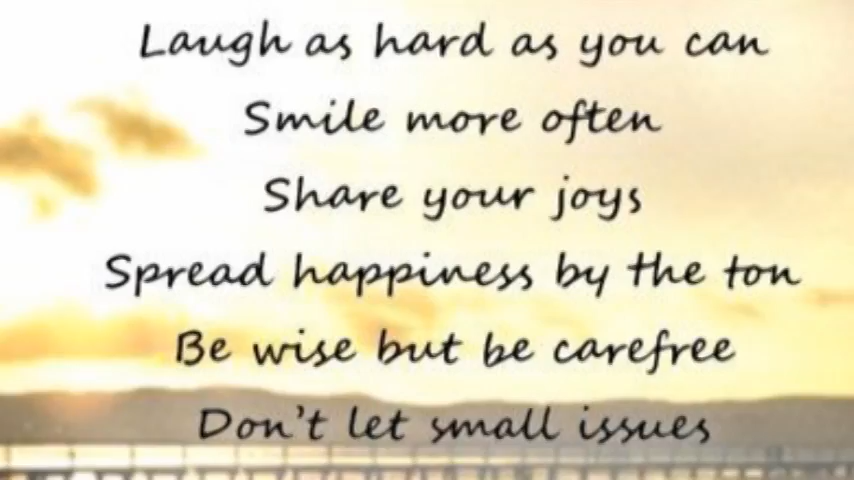 Laugh as hard as you can
Smile more often
Share your joys
Spread happiness by the ton
Be wise but be carefree
Don't let small issues